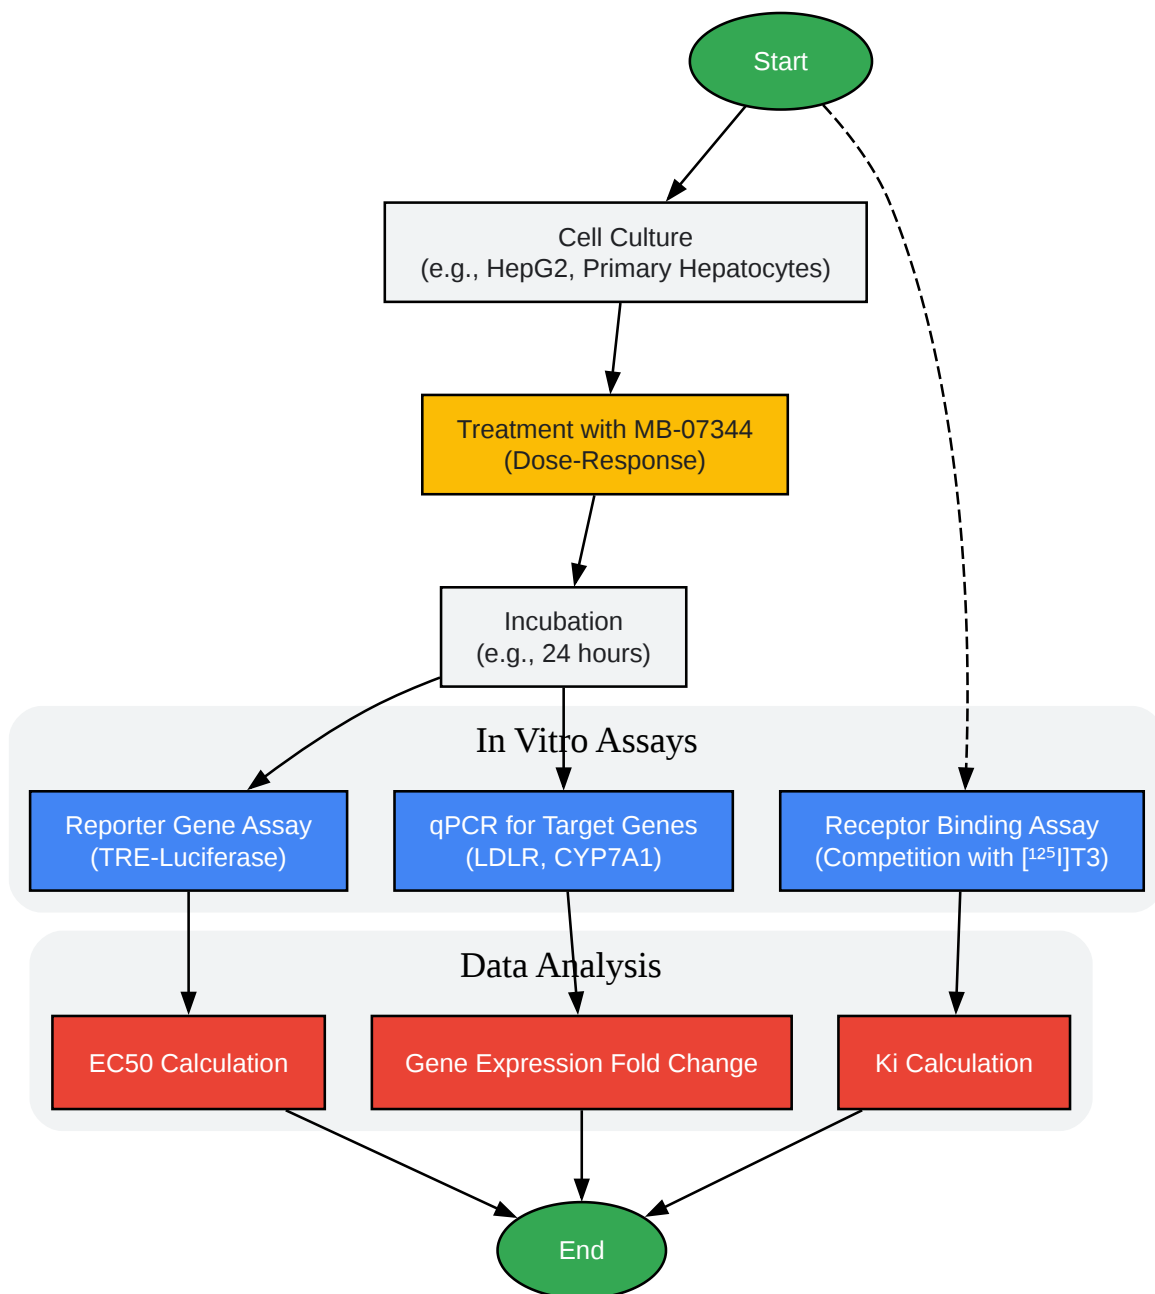 Start
Cell Culture
(e.g., HepG2, Primary Hepatocytes)
Treatment with MB-07344
(Dose-Response)
Incubation
(e.g., 24 hours)
In Vitro Assays
Reporter Gene Assay
(TRE-Luciferase)
qPCR for Target Genes
(LDLR, CYP7A1)
Receptor Binding Assay
(Competition with [¹²⁵I]T3)
Data Analysis
EC50 Calculation
Gene Expression Fold Change
Ki Calculation
End